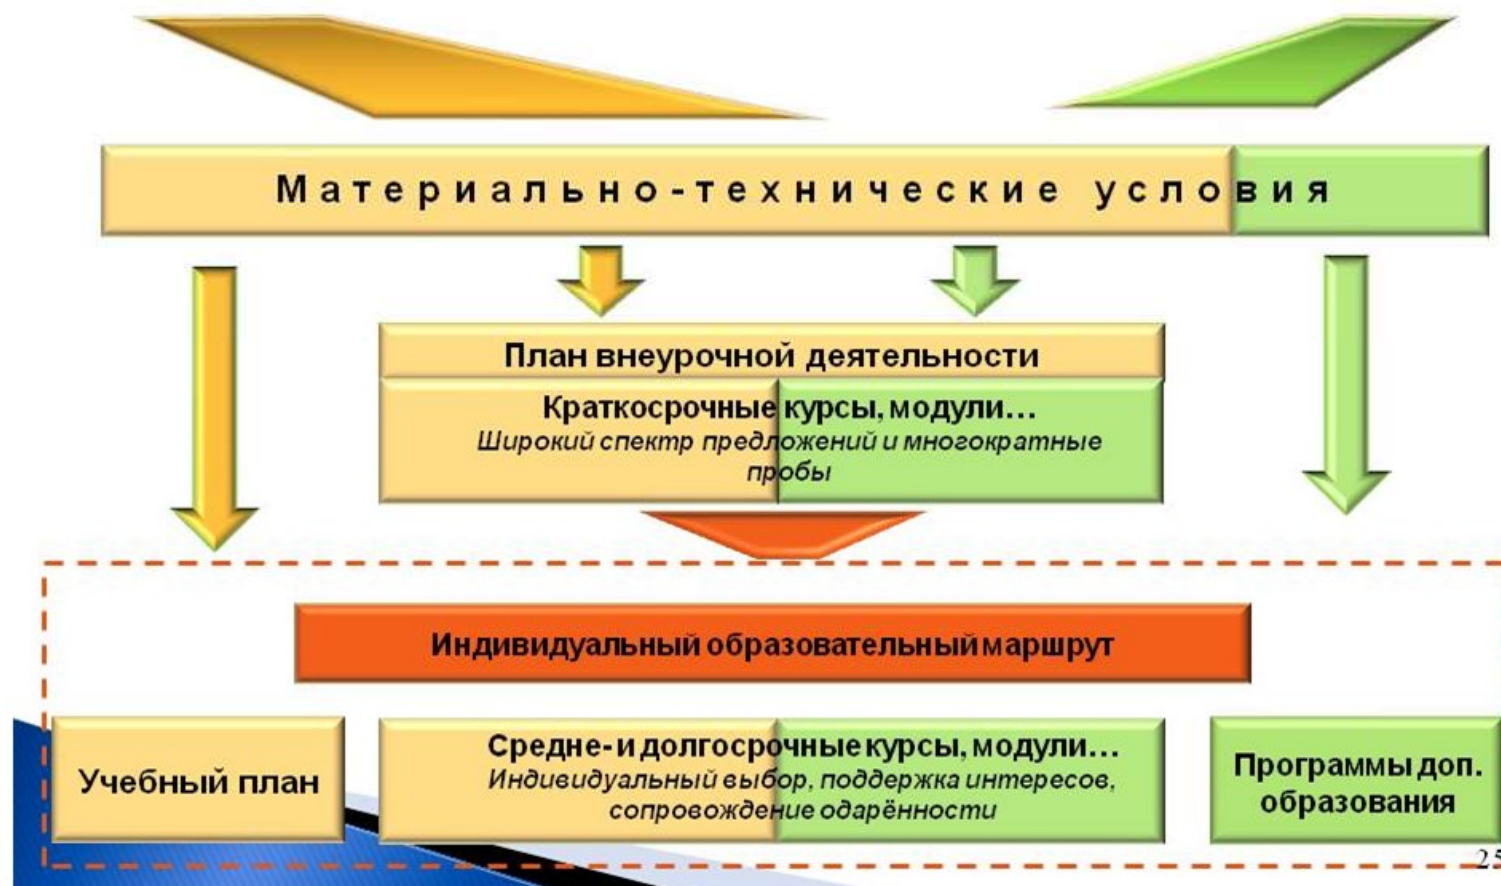 Материально-технические условия
План внеурочной деятельности
Краткосрочные курсы, модули…
Широкий спектр предложений и многократные
пробы
Индивидуальный образовательный маршрут
Учебный план
Средне- и долгосрочные курсы, модули…
Индивидуальный выбор, поддержка интересов,
сопровождение одарённости
Программы доп.
образования
25